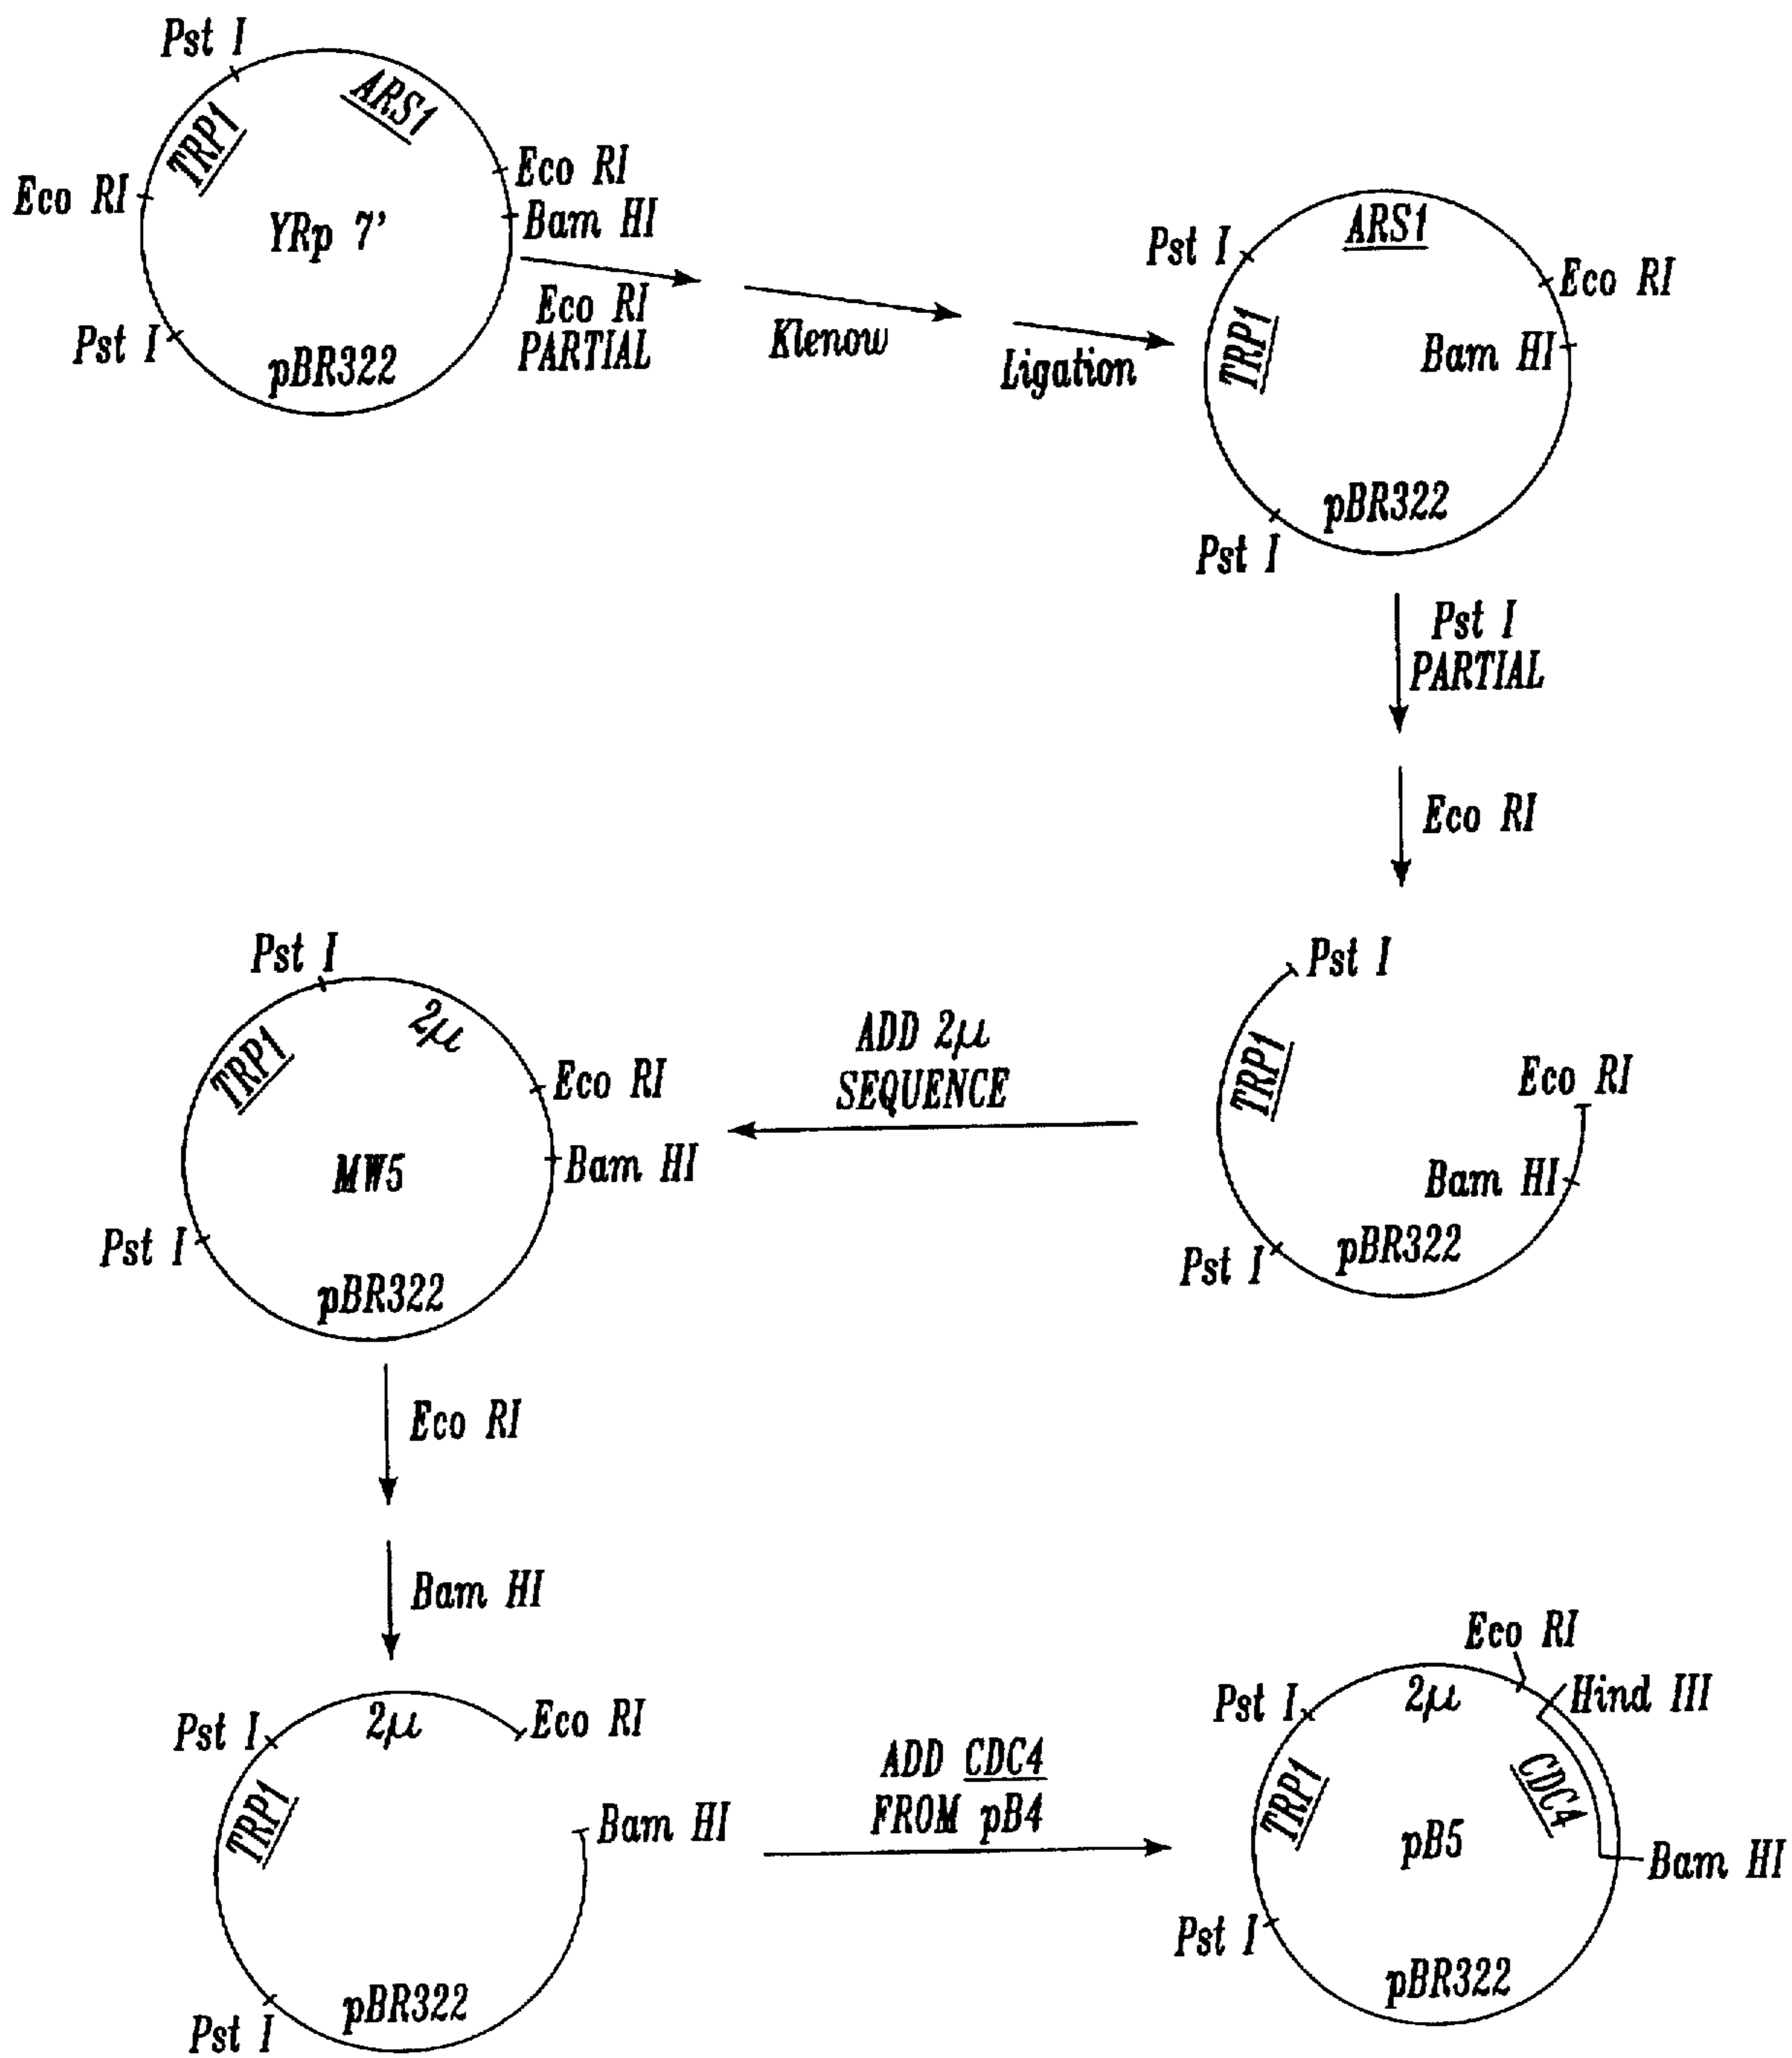 Pst I
ARS1
TRP1
Eco RI
Eco RI
Bam HI
YRp 7'
Pst I
pBR322
Eco RI
PARTIAL
Klenow
Ligation
Pst I
ARS1
Eco RI
TRP1
Bam HI
pBR322
Pst I
Pst I
PARTIAL
Eco RI
Pst I
TRP1
Eco RI
Bam HI
Pst I
pBR322
ADD 2μ
SEQUENCE
Pst I
2μ
TRP1
Eco RI
MW5
Bam HI
Pst I
pBR322
Eco RI
Bam HI
Pst I
2μ
Eco RI
TRP1
Bam HI
pBR322
Pst I
ADD CDC4
FROM pB4
Eco RI
Pst I
2μ
Hind III
TRP1
CDC4
pB5
Bam HI
Pst I
pBR322